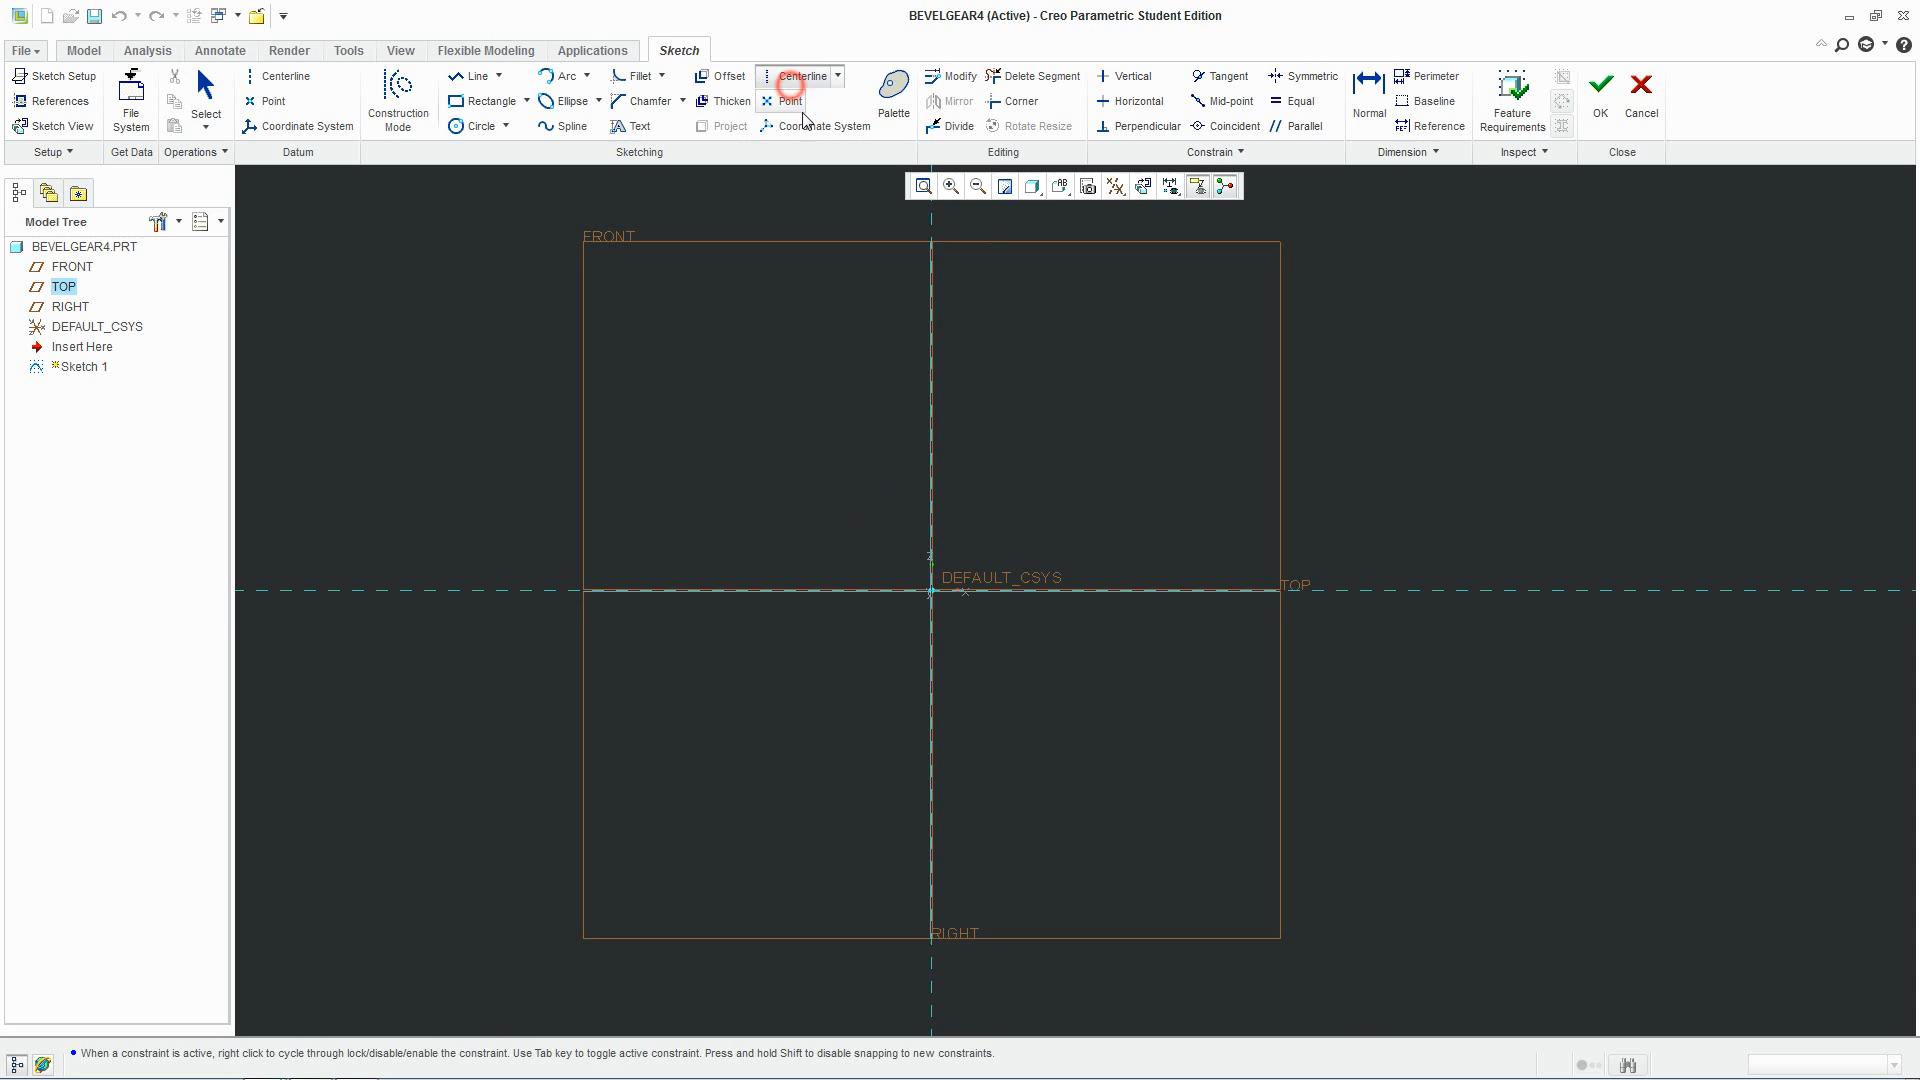 BEVELGEAR4 (Active) - Creo Parametric Student Edition
File Model Analysis Annotate Render Tools View Flexible Modeling Applications Sketch
Sketch Setup Centerline Line Arc Fillet Offset Centerline Modify Delete Segment Vertical Tangent Symmetric Perimeter
References Point Rectangle Ellipse Chamfer Thicken Point Mirror Corner Horizontal Mid-point Equal Baseline
Sketch View Coordinate System Circle Spline Text Project Coordinate System Divide Rotate Resize Perpendicular Coincident Parallel Reference
File System Select Construction Mode Palette Normal Feature Requirements OK Cancel
Setup Get Data Operations Datum Sketching Editing Constrain Dimension Inspect Close
Model Tree
BEVELGEAR4.PRT
FRONT
TOP
RIGHT
DEFAULT_CSYS
Insert Here
Sketch 1
FRONT
Z
DEFAULT_CSYS
X
TOP
RIGHT
When a constraint is active, right click to cycle through lock/disable/enable the constraint. Use Tab key to toggle active constraint. Press and hold Shift to disable snapping to new constraints.